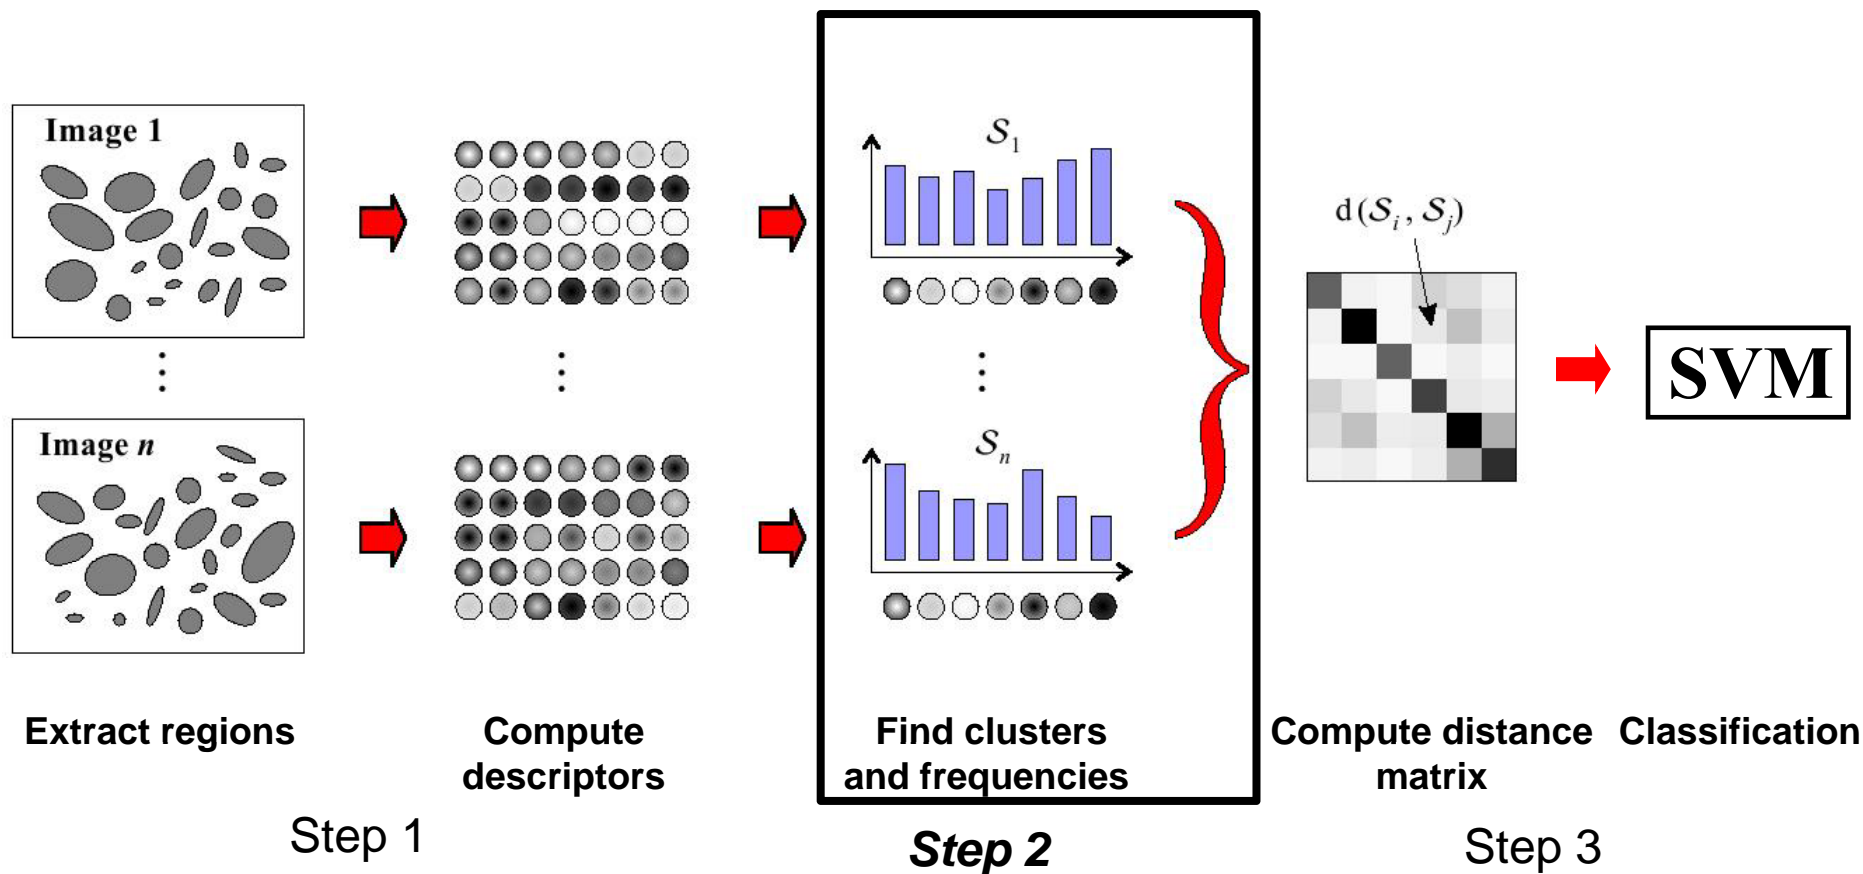 Image 1
S₁
d(Sᵢ, Sⱼ)
SVM
Image n
Sₙ
Extract regions
Compute
descriptors
Find clusters
and frequencies
Compute distance
matrix
Classification
Step 1
Step 2
Step 3